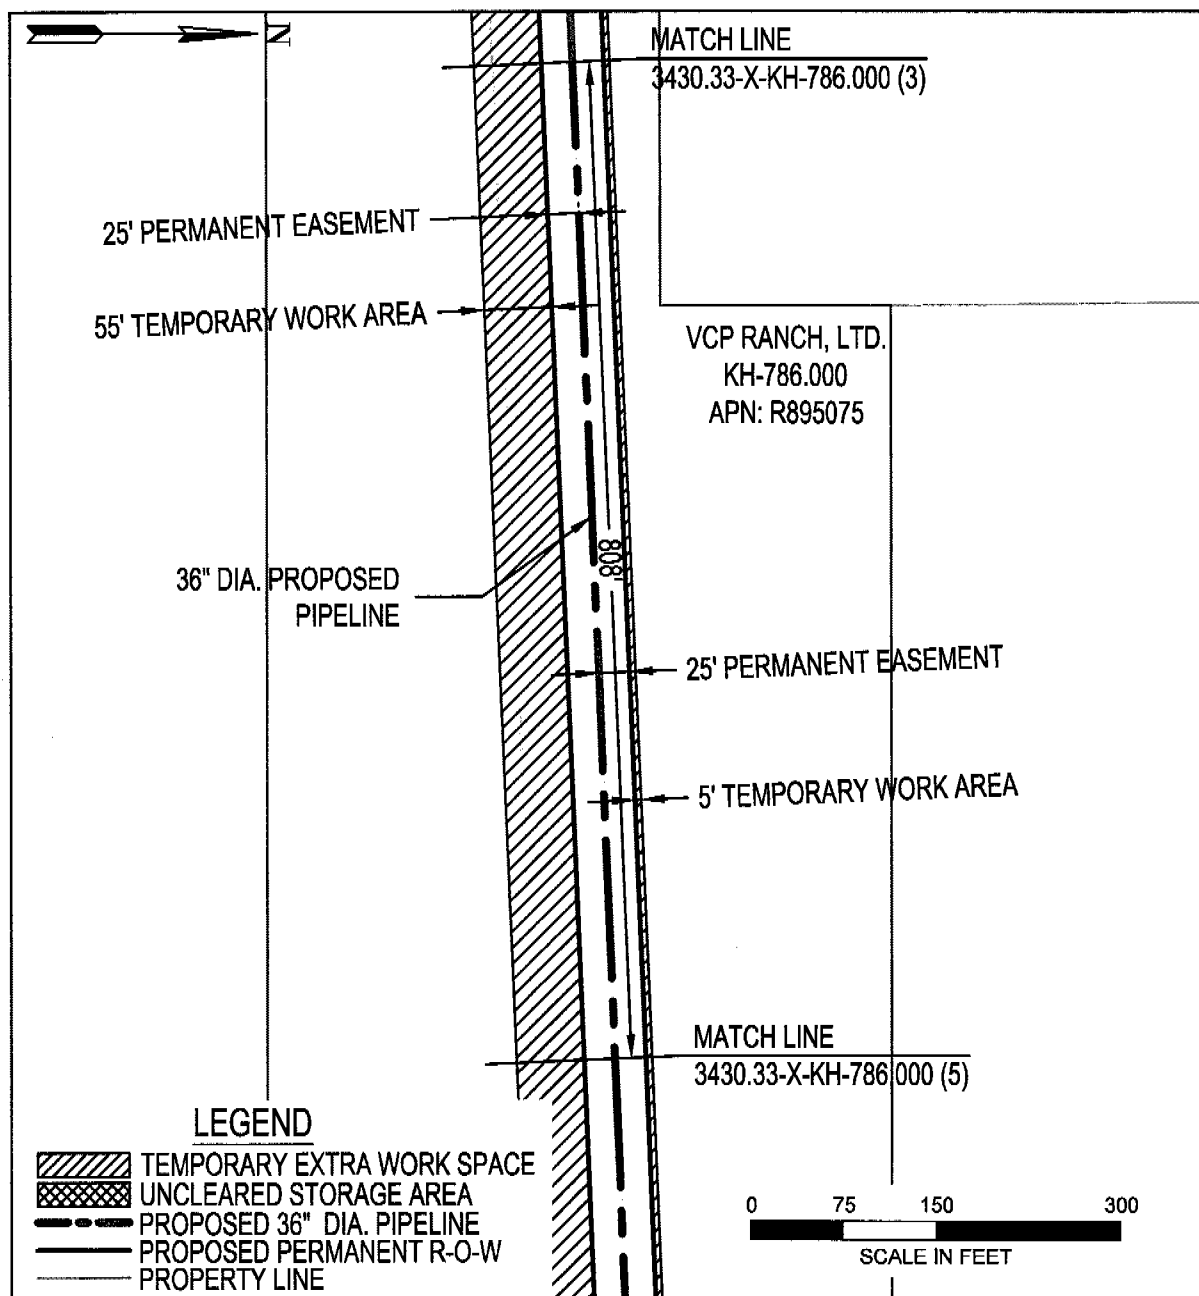 N
MATCH LINE
3430.33-X-KH-786.000 (3)
25' PERMANENT EASEMENT
55' TEMPORARY WORK AREA
VCP RANCH, LTD.
KH-786.000
APN: R895075
808'
36" DIA. PROPOSED
PIPELINE
25' PERMANENT EASEMENT
5' TEMPORARY WORK AREA
MATCH LINE
3430.33-X-KH-786.000 (5)
LEGEND
TEMPORARY EXTRA WORK SPACE
UNCLEARED STORAGE AREA
PROPOSED 36" DIA. PIPELINE
PROPOSED PERMANENT R-O-W
PROPERTY LINE
0 75 150 300
SCALE IN FEET